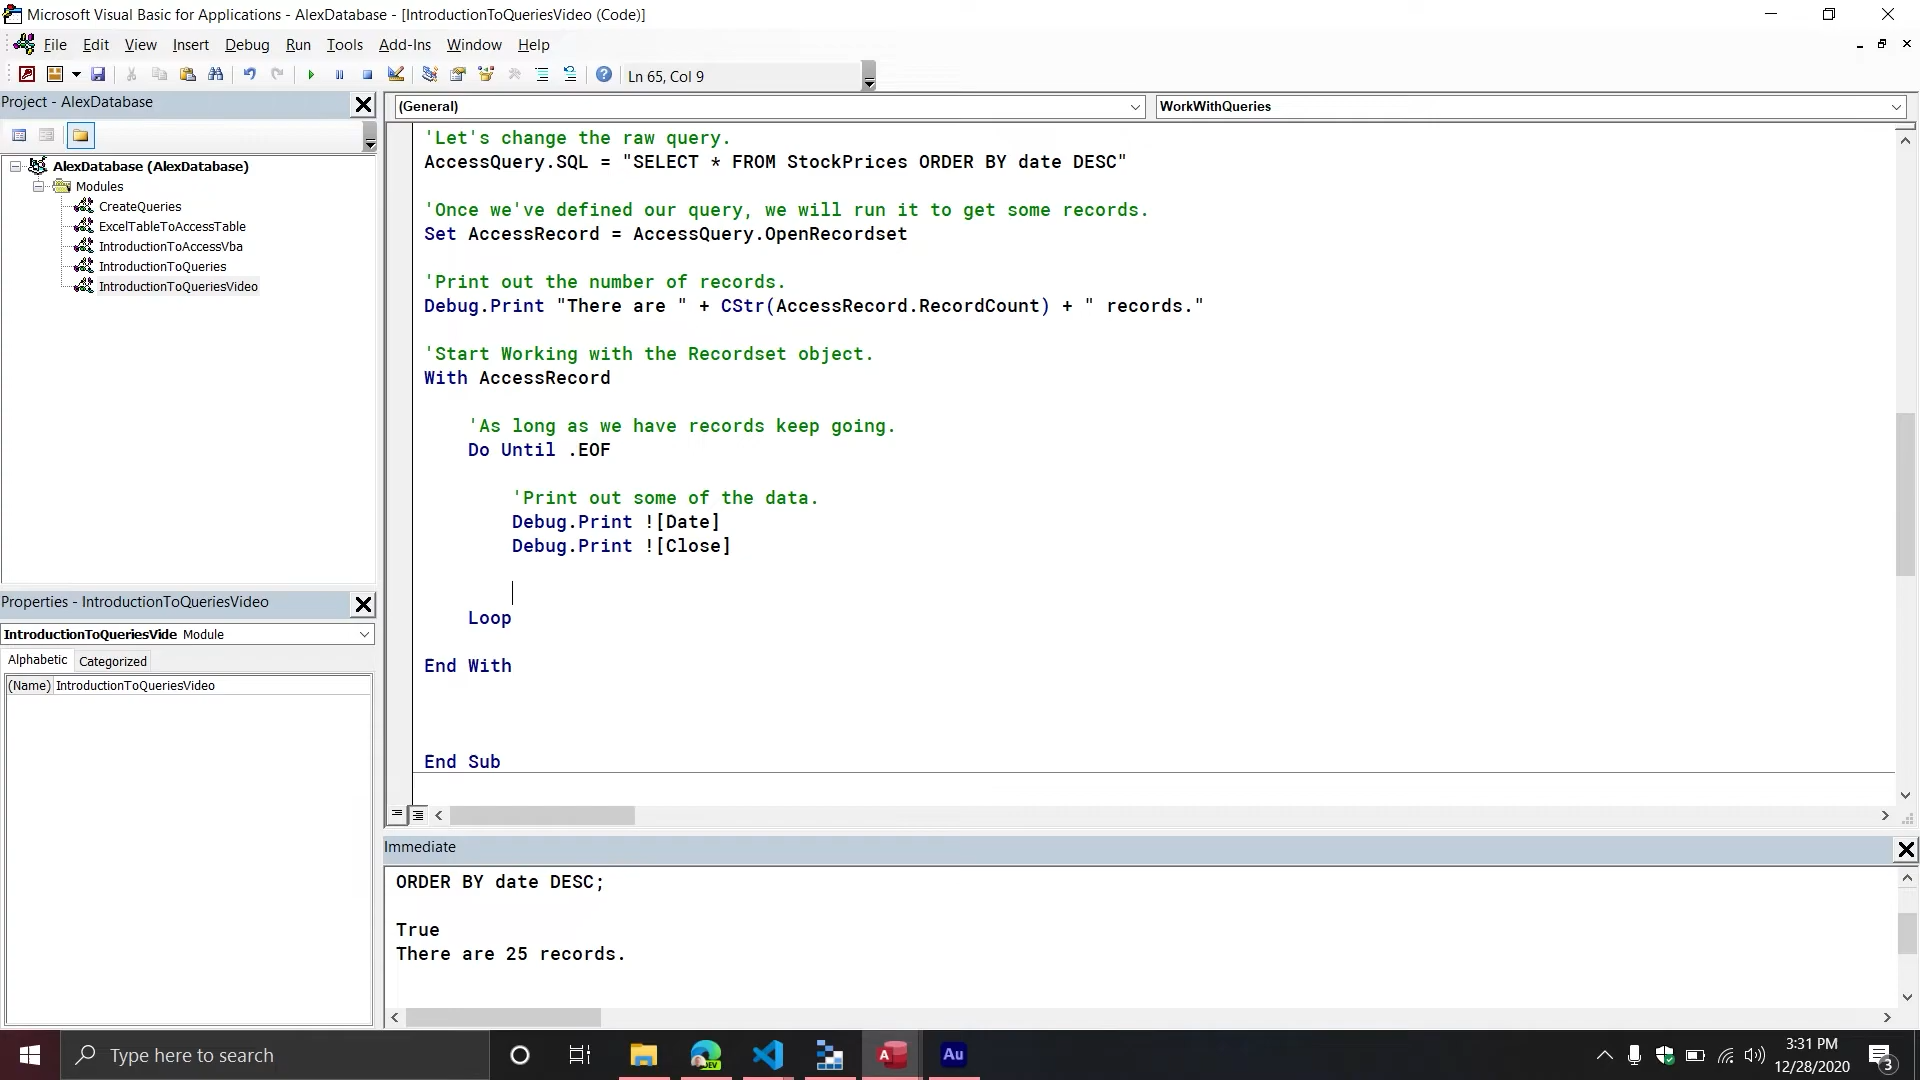 Microsoft Visual Basic for Applications - AlexDatabase - [IntroductionToQueriesVideo (Code)]
File Edit View Insert Debug Run Tools Add-Ins Window Help
Ln 65, Col 9
Project - AlexDatabase
AlexDatabase (AlexDatabase)
Modules
CreateQueries
ExcelTableToAccessTable
IntroductionToAccessVba
IntroductionToQueries
IntroductionToQueriesVideo
Properties - IntroductionToQueriesVideo
IntroductionToQueriesVide Module
Alphabetic Categorized
(Name) IntroductionToQueriesVideo
(General) WorkWithQueries
'Let's change the raw query.
AccessQuery.SQL = "SELECT * FROM StockPrices ORDER BY date DESC"
'Once we've defined our query, we will run it to get some records.
Set AccessRecord = AccessQuery.OpenRecordset
'Print out the number of records.
Debug.Print "There are " + CStr(AccessRecord.RecordCount) + " records."
'Start Working with the Recordset object.
With AccessRecord
'As long as we have records keep going.
Do Until .EOF
'Print out some of the data.
Debug.Print ![Date]
Debug.Print ![Close]
Loop
End With
End Sub
Immediate
ORDER BY date DESC;
True
There are 25 records.
Type here to search
DEV
A
Au
3:31 PM
12/28/2020
3